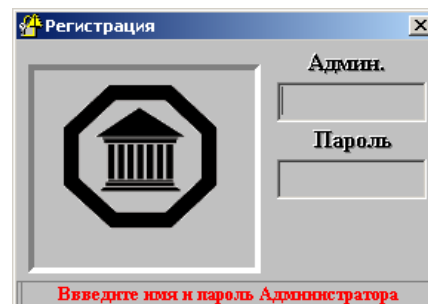 Регистрация
Админ.
Пароль
Ввведите имя и пароль Администратора